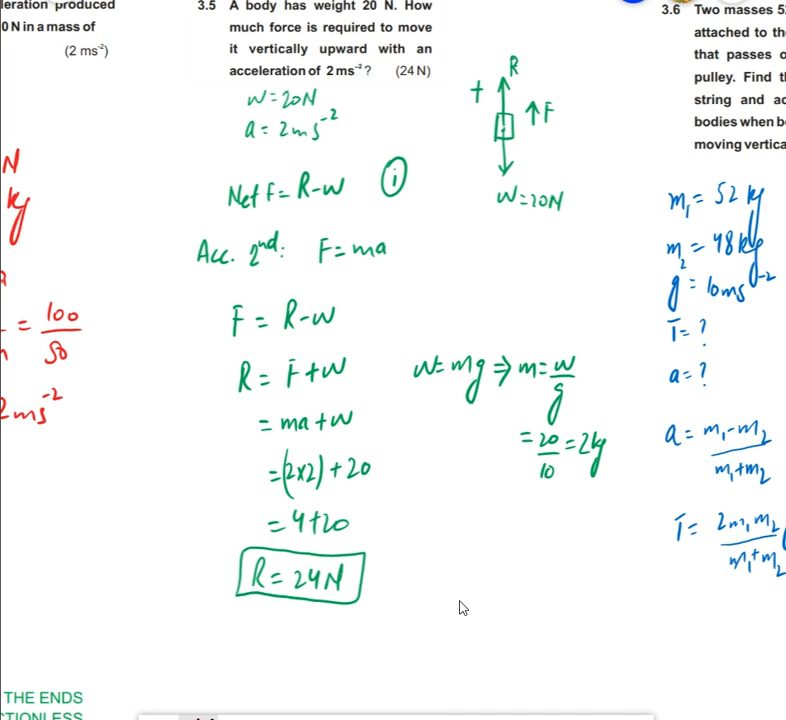 leration produced
0 N in a mass of
(2 ms⁻²)
N
kg
= 100
50
2ms⁻²
THE ENDS
CTIONLESS
3.5 A body has weight 20 N. How
much force is required to move
it vertically upward with an
acceleration of 2 ms⁻²? (24 N)
W=20N
a= 2ms⁻²
Net F= R-W (i)
Acc. 2nd: F=ma
F = R-W
R= F+W
= ma+W
=(2x2)+20
=4+20
R=24N
+
R
↑F
W=20N
W=mg ⇒ m=W
g
=20
10
=2kg
3.6 Two masses 5
attached to th
that passes o
pulley. Find t
string and ac
bodies when b
moving vertica
m₁= 52 kg
m₂= 48kg
g= 10ms⁻²
T=?
a=?
a= m₁-m₂
m₁+m₂
T= 2m₁m₂
m₁+m₂